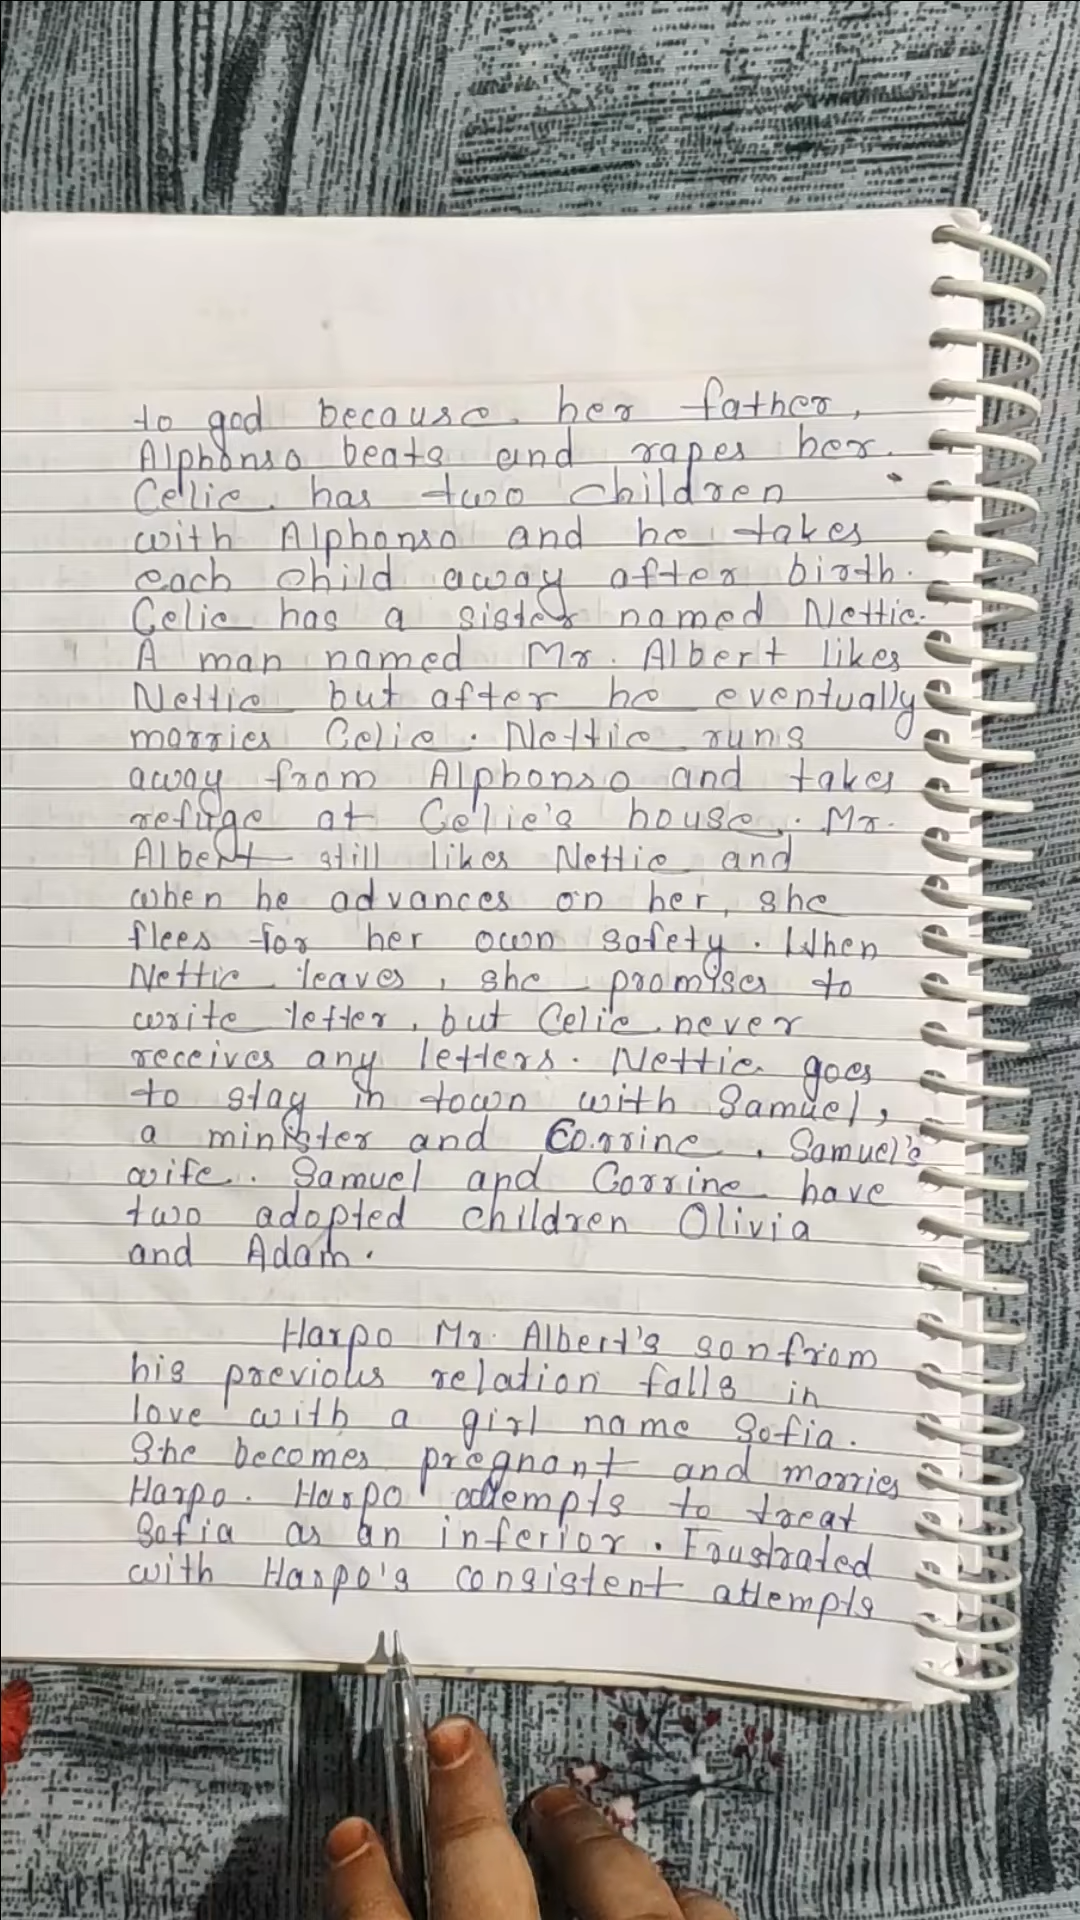 to god because her father,
Alphonso beats and rapes her.
Celie has two children
with Alphonso and he takes
each child away after birth.
Celie has a sister named Nettie.
A man named Mr. Albert likes
Nettie but after he eventually
marries Celie. Nettie runs
away from Alphonso and takes
refuge at Celie's house. Mr.
Albert still likes Nettie and
when he advances on her, she
flees for her own safety. When
Nettie leaves, she promises to
write letter, but Celie never
receives any letters. Nettie goes
to stay in town with Samuel,
a minister and Corrine, Samuel's
wife. Samuel and Corrine have
two adopted children Olivia
and Adam.
Harpo Mr. Albert's son from
his previous relation falls in
love with a girl name Sofia.
She becomes pregnant and marries
Harpo. Harpo attempts to treat
Sofia as an inferior. Frustrated
with Harpo's consistent attempts